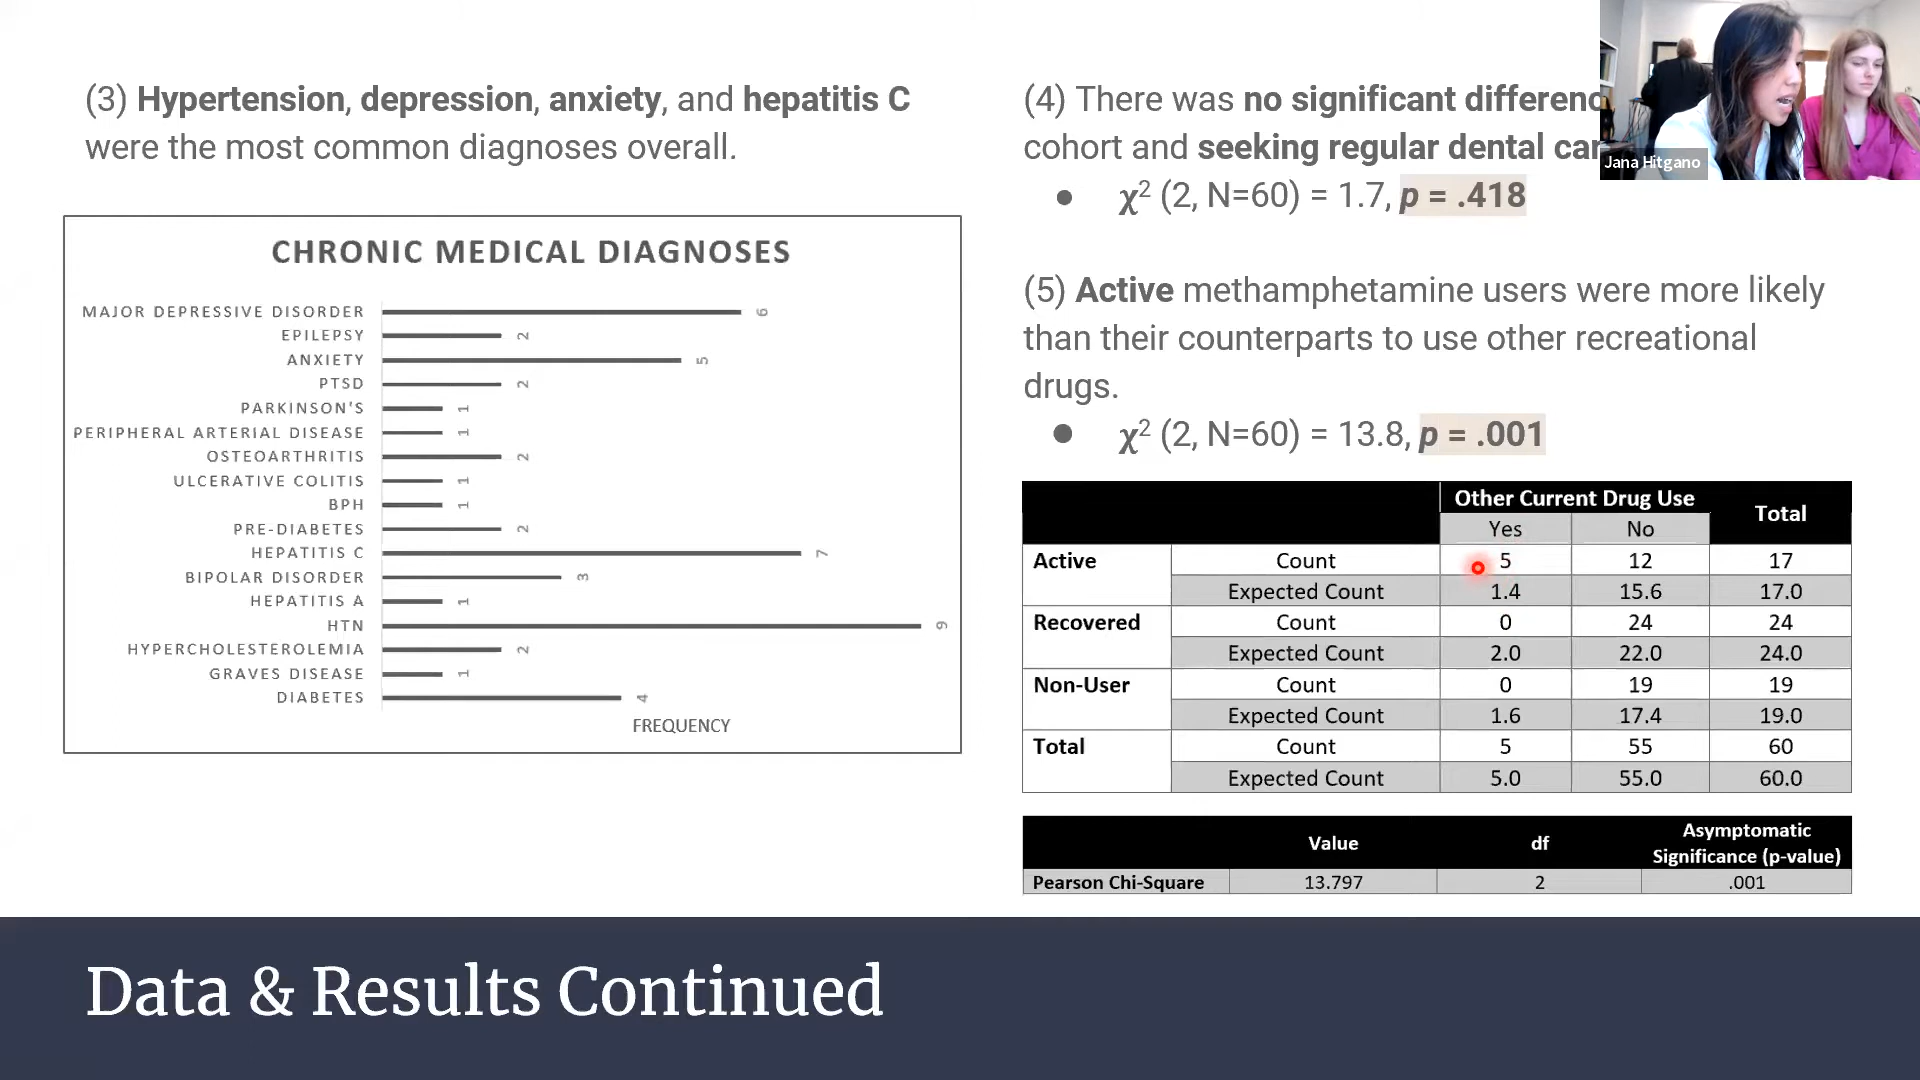 (3) Hypertension, depression, anxiety, and hepatitis C
were the most common diagnoses overall.
CHRONIC MEDICAL DIAGNOSES
MAJOR DEPRESSIVE DISORDER 6
EPILEPSY 2
ANXIETY 5
PTSD 2
PARKINSON'S 1
PERIPHERAL ARTERIAL DISEASE 1
OSTEOARTHRITIS 2
ULCERATIVE COLITIS 1
BPH 1
PRE-DIABETES 2
HEPATITIS C 7
BIPOLAR DISORDER 3
HEPATITIS A 1
HTN 9
HYPERCHOLESTEROLEMIA 2
GRAVES DISEASE 1
DIABETES 4
FREQUENCY
(4) There was no significant differenc
cohort and seeking regular dental car
● χ² (2, N=60) = 1.7, p = .418
(5) Active methamphetamine users were more likely
than their counterparts to use other recreational
drugs.
● χ² (2, N=60) = 13.8, p = .001
Other Current Drug Use Total
Yes No
Active Count 5 12 17
Expected Count 1.4 15.6 17.0
Recovered Count 0 24 24
Expected Count 2.0 22.0 24.0
Non-User Count 0 19 19
Expected Count 1.6 17.4 19.0
Total Count 5 55 60
Expected Count 5.0 55.0 60.0
Value df Asymptomatic
Significance (p-value)
Pearson Chi-Square 13.797 2 .001
Jana Hitgano
Data & Results Continued